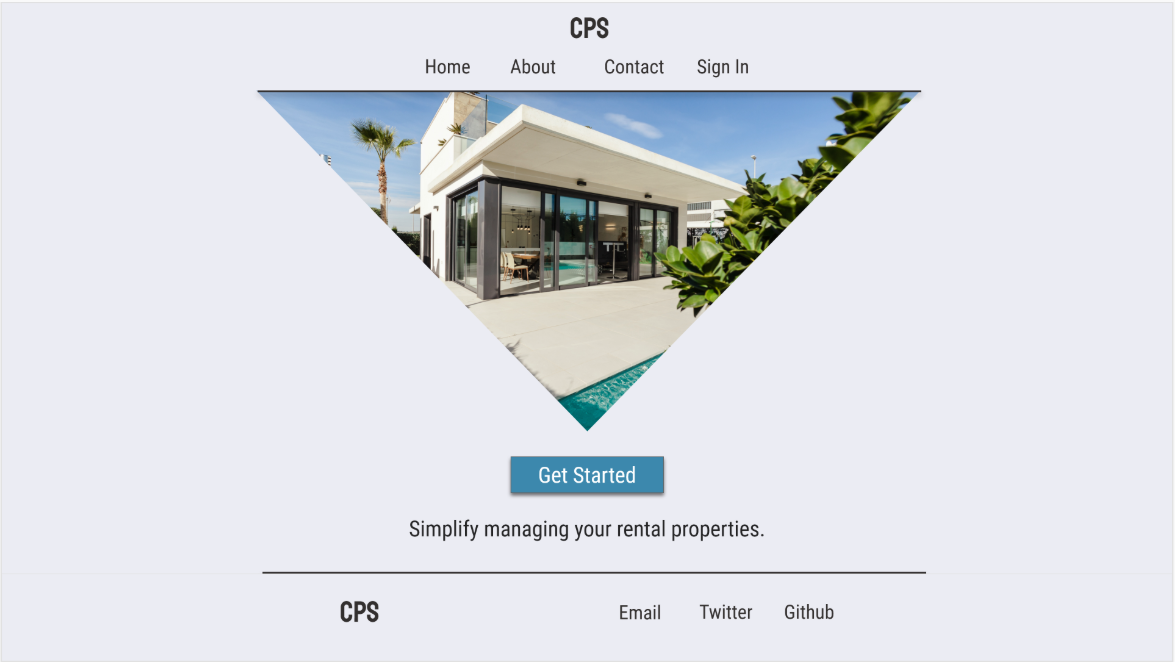 CPS
Home About Contact Sign In
Get Started
Simplify managing your rental properties.
CPS Email Twitter Github